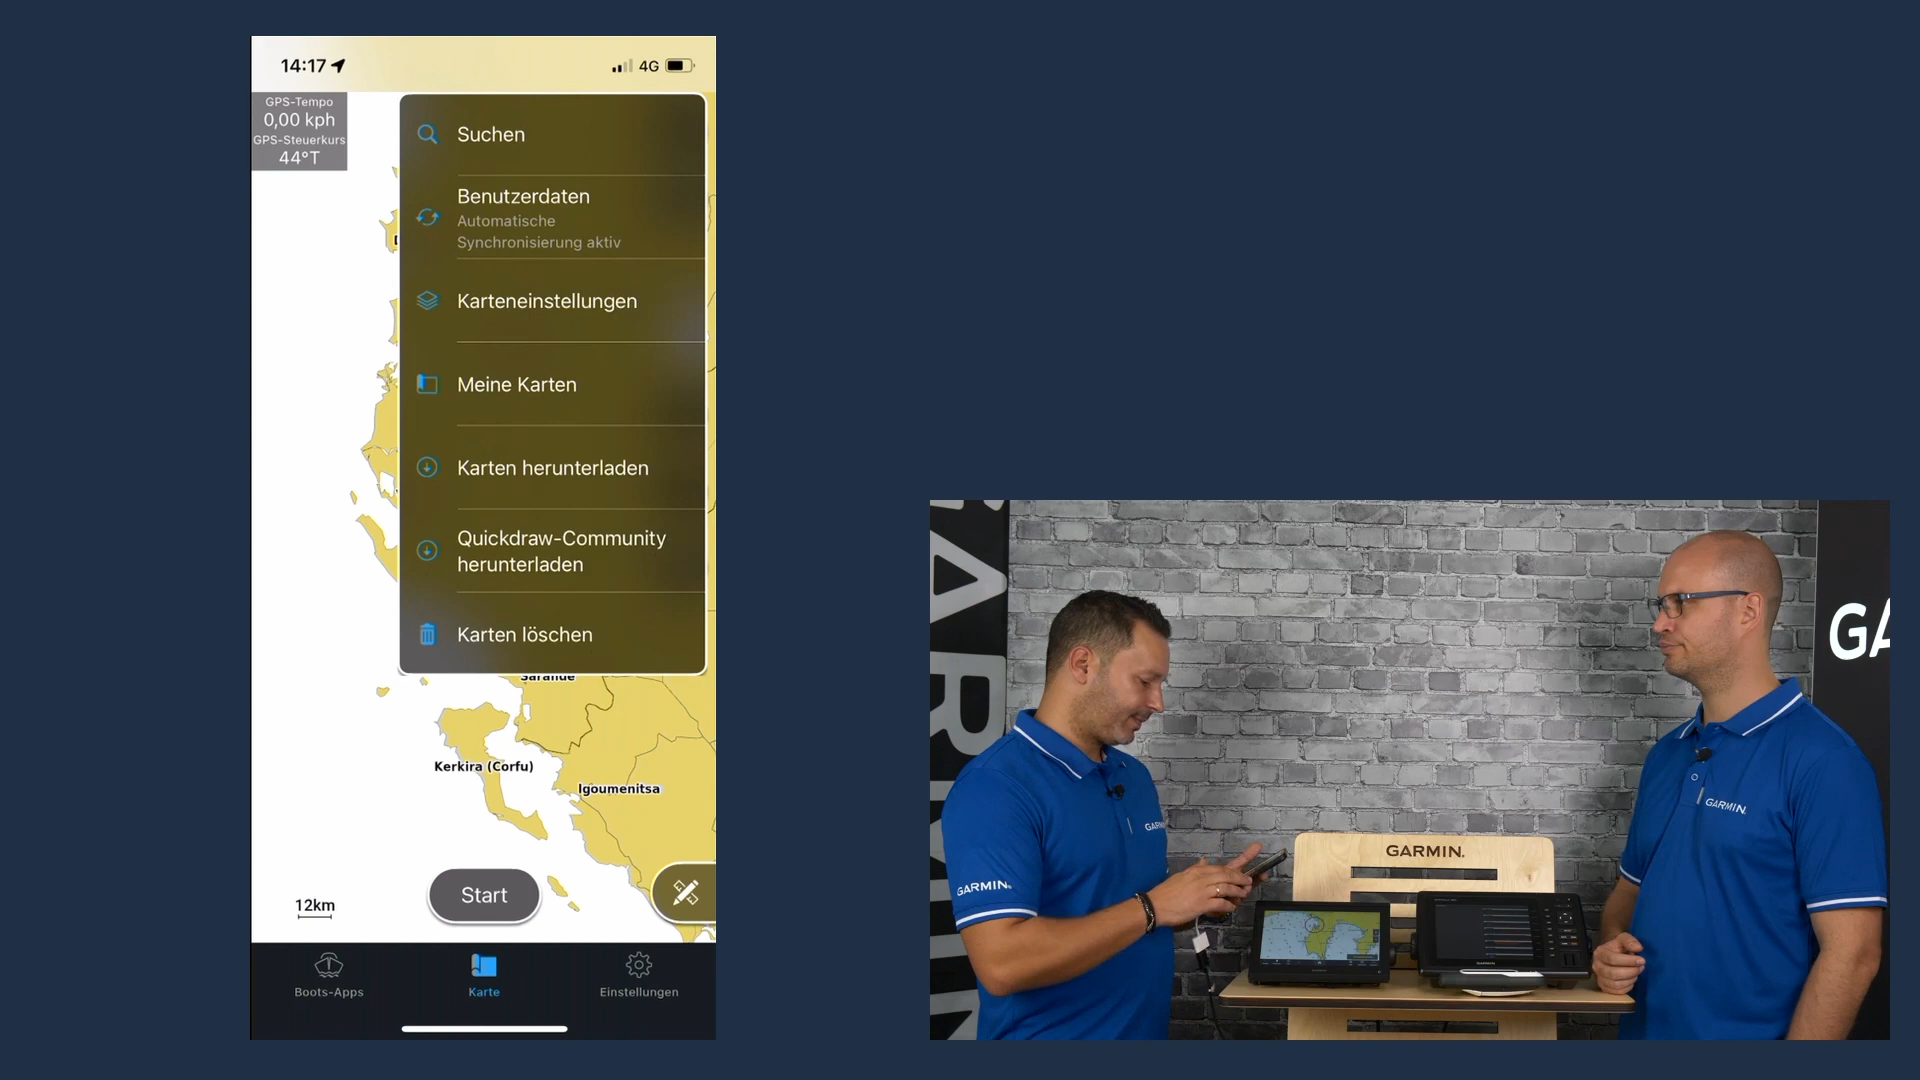 14:17
4G
GPS-Tempo
0,00 kph
GPS-Steuerkurs
44°T
Suchen
Benutzerdaten
Automatische
Synchronisierung aktiv
Karteneinstellungen
Meine Karten
Karten herunterladen
Quickdraw-Community
herunterladen
Karten löschen
Sarande
Kerkira (Corfu)
Igoumenitsa
12km
Start
Boots-Apps
Karte
Einstellungen
GA
GARMIN.
GARMIN.
GARMIN.